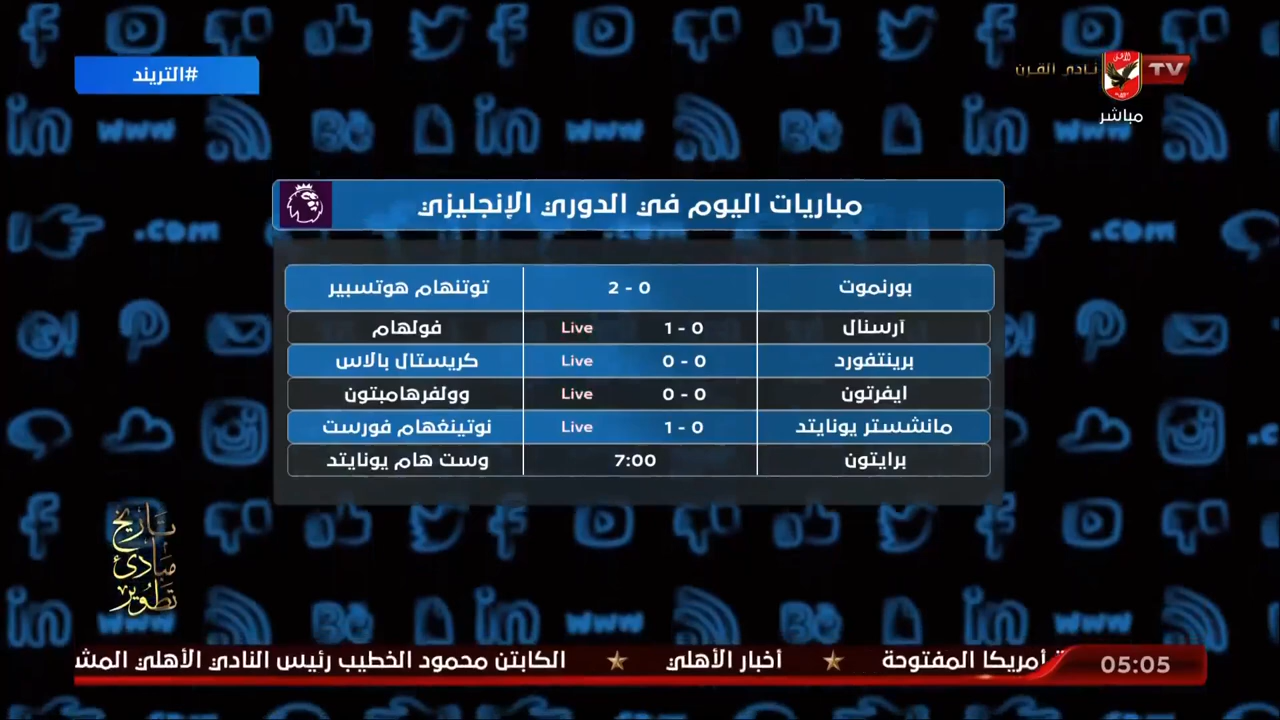 #التريند
نادي القرن
TV
مباشر
مباريات اليوم في الدوري الإنجليزي
بورنموت 2 - 0 توتنهام هوتسبير
آرسنال 1 - 0 Live فولهام
برينتفورد 0 - 0 Live كريستال بالاس
ايفرتون 0 - 0 Live وولفرهامبتون
مانشستر يونايتد 1 - 0 Live نوتينغهام فورست
برايتون 7:00 وست هام يونايتد
تاريخ
مبادئ
تطوير
05:05
أمريكا المفتوحة ★ أخبار الأهلي ★ الكابتن محمود الخطيب رئيس النادي الأهلي